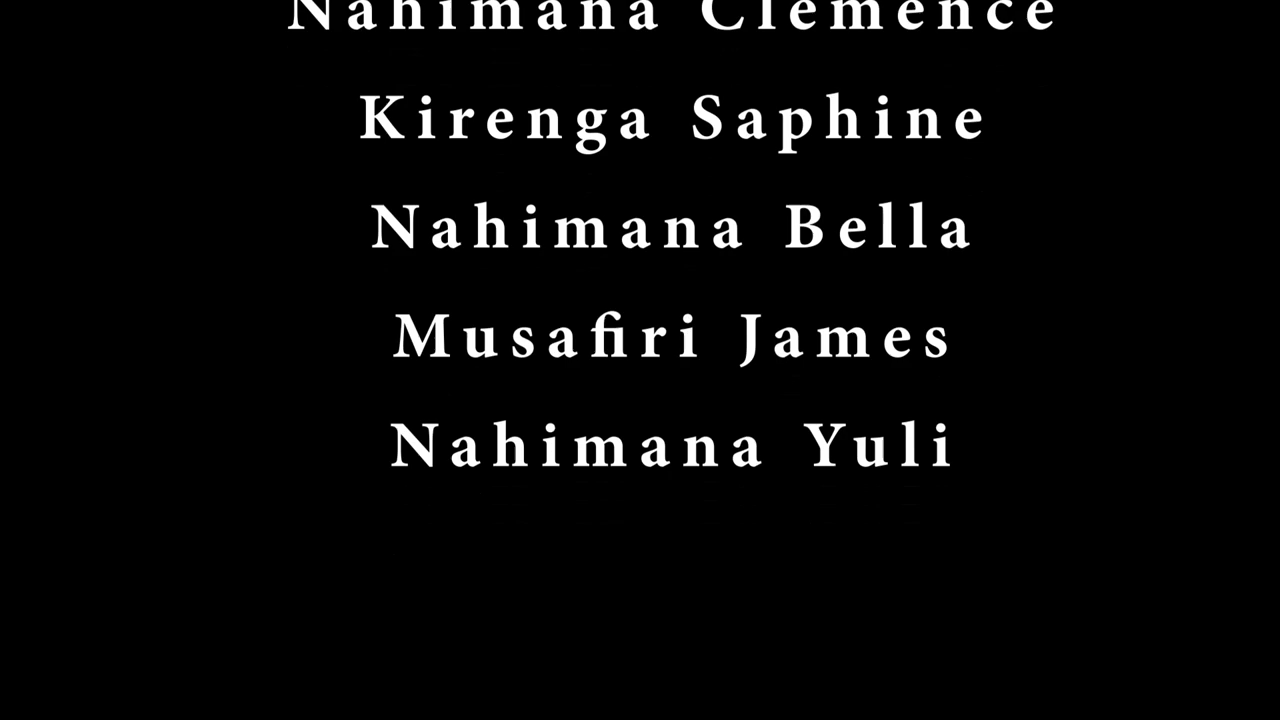 Nahimana Clemence
Kirenga Saphine
Nahimana Bella
Musafiri James
Nahimana Yuli